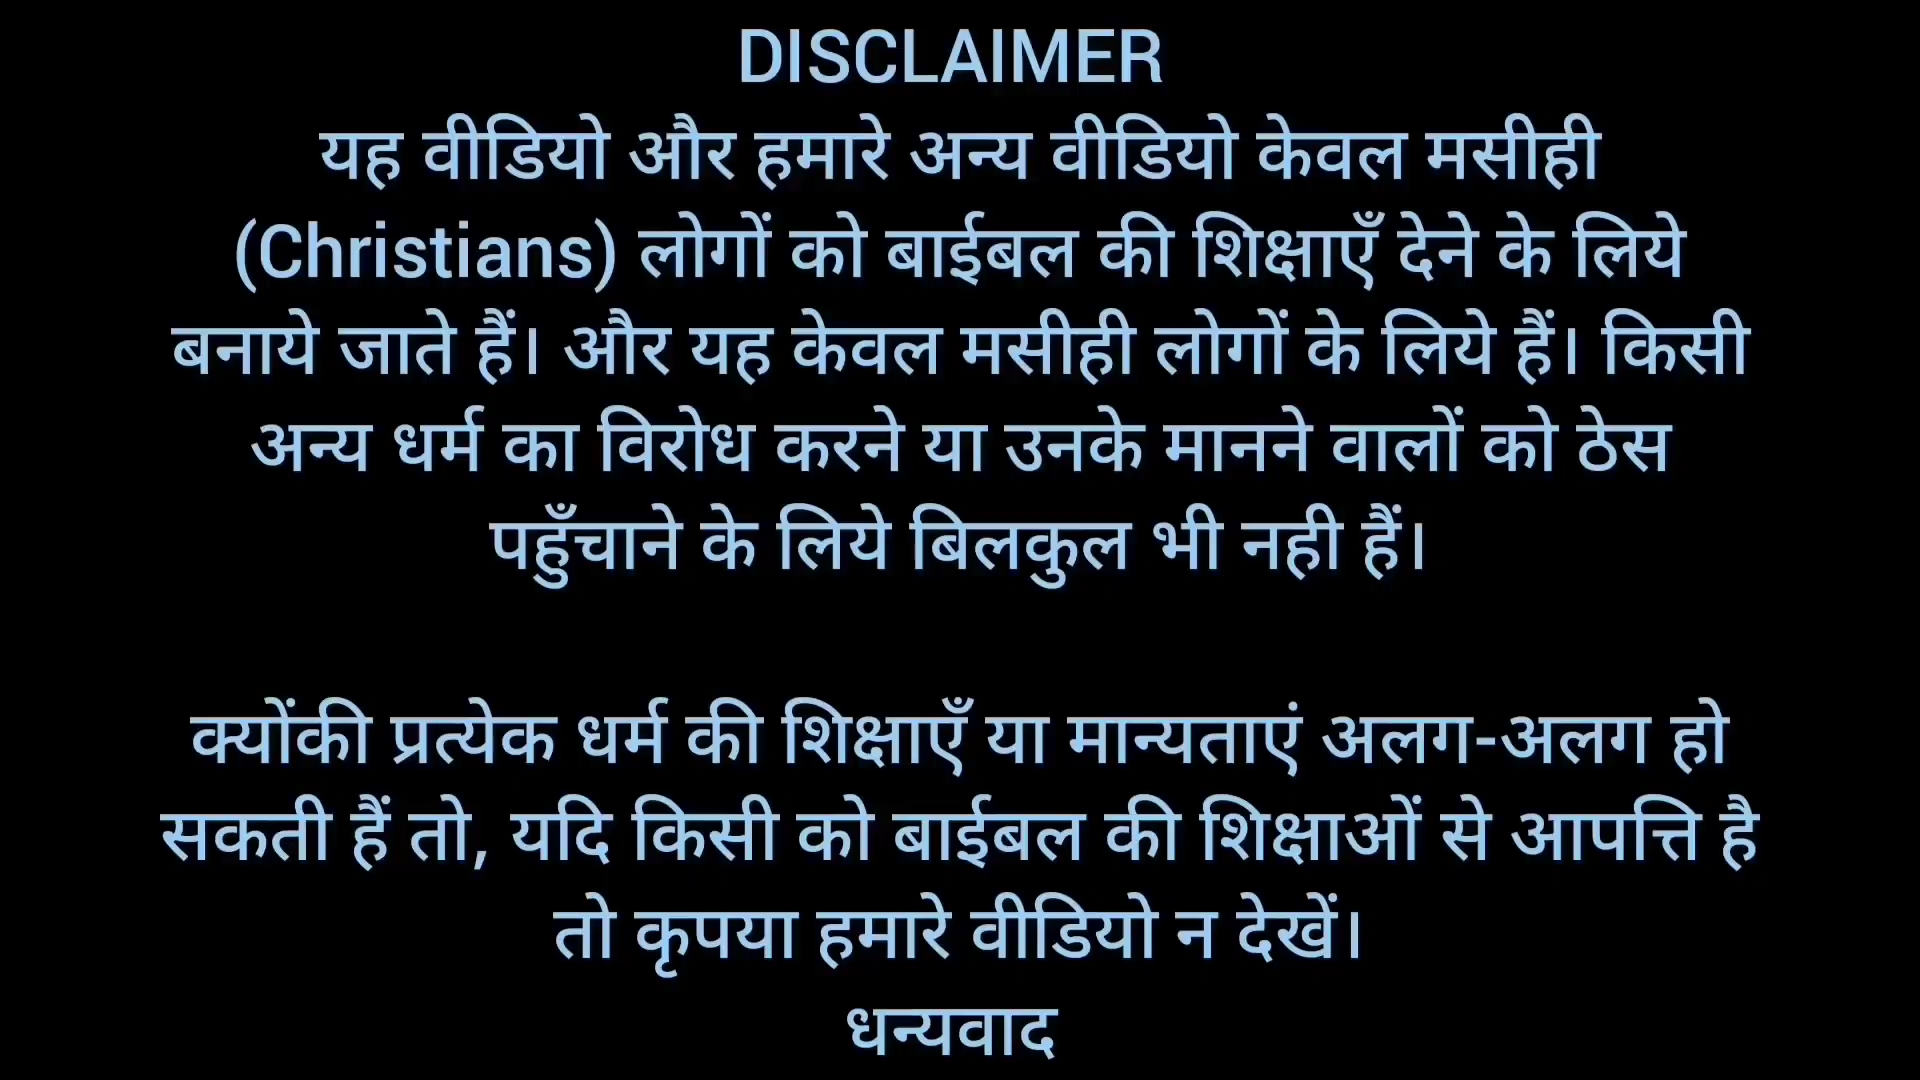 DISCLAIMER
यह वीडियो और हमारे अन्य वीडियो केवल मसीही
(Christians) लोगों को बाईबल की शिक्षाएँ देने के लिये
बनाये जाते हैं। और यह केवल मसीही लोगों के लिये हैं। किसी
अन्य धर्म का विरोध करने या उनके मानने वालों को ठेस
पहुँचाने के लिये बिलकुल भी नही हैं।
क्योंकी प्रत्येक धर्म की शिक्षाएँ या मान्यताएं अलग-अलग हो
सकती हैं तो, यदि किसी को बाईबल की शिक्षाओं से आपत्ति है
तो कृपया हमारे वीडियो न देखें।
धन्यवाद